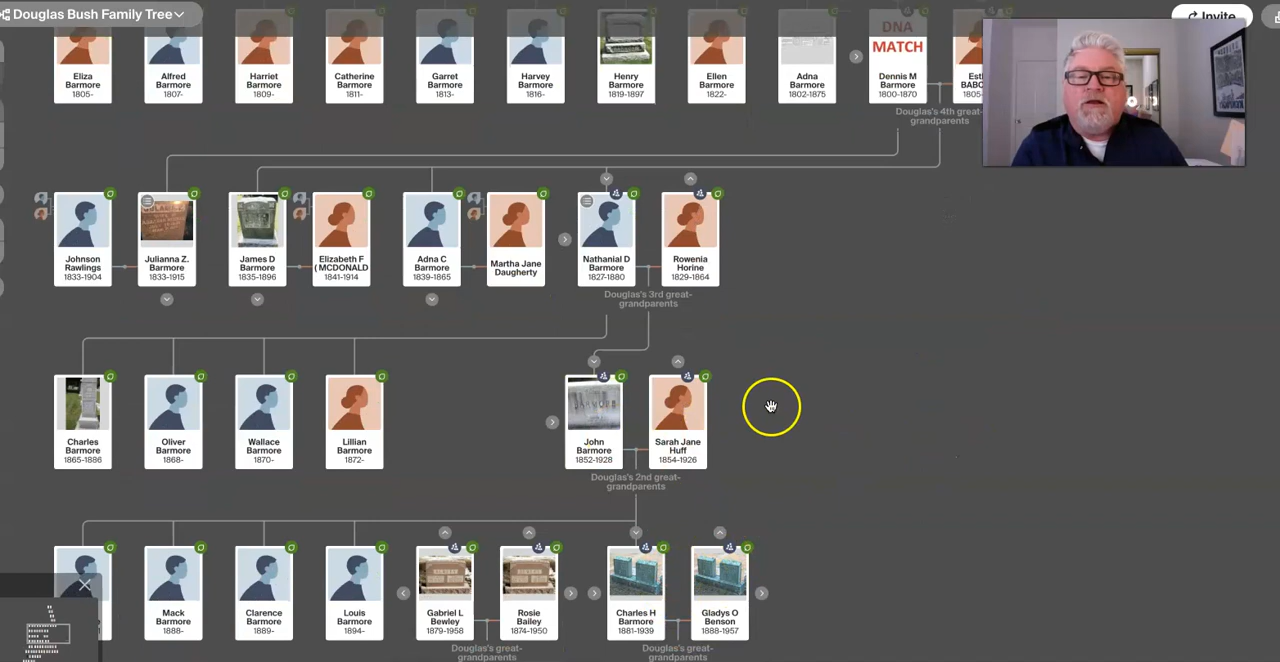 Douglas Bush Family Tree
Invite
Eliza
Barmore
1805-
Alfred
Barmore
1807-
Harriet
Barmore
1809-
Catherine
Barmore
1811-
Garret
Barmore
1813-
Harvey
Barmore
1816-
Henry
Barmore
1819-1897
Ellen
Barmore
1822-
Adna
Barmore
1802-1875
DNA
MATCH
Dennis M
Barmore
1800-1870
1805-
Douglas's 4th great-
grandparents
Johnson
Rawlings
1833-1904
Julianna Z.
Barmore
1833-1915
James D
Barmore
1835-1896
Elizabeth F
( MCDONALD
1841-1914
Adna C
Barmore
1839-1865
Martha Jane
Daugherty
Nathanial D
Barmore
1827-1880
Rowenia
Horine
1829-1864
Douglas's 3rd great-
grandparents
Charles
Barmore
1865-1886
Oliver
Barmore
1868-
Wallace
Barmore
1870-
Lillian
Barmore
1872-
BARMORE
John
Barmore
1852-1928
Sarah Jane
Huff
1854-1926
Douglas's 2nd great-
grandparents
Mack
Barmore
1888-
Clarence
Barmore
1889-
Louis
Barmore
1894-
Gabriel L
Bewley
1879-1958
Rosie
Bailey
1874-1950
Charles H
Barmore
1881-1939
Gladys O
Benson
1888-1957
Douglas's great-
grandparents
Douglas's great-
grandparents